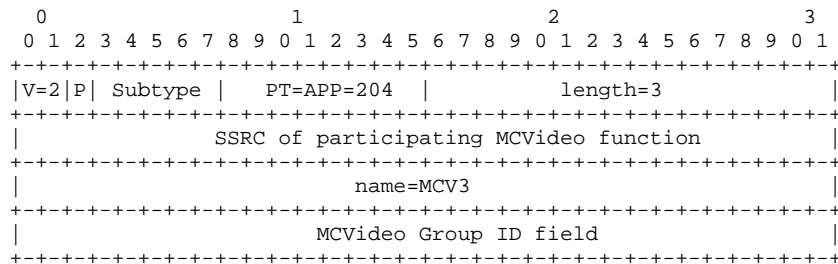 0                   1                   2                   3
0 1 2 3 4 5 6 7 8 9 0 1 2 3 4 5 6 7 8 9 0 1 2 3 4 5 6 7 8 9 0 1
+-+-+-+-+-+-+-+-+-+-+-+-+-+-+-+-+-+-+-+-+-+-+-+-+-+-+-+-+-+-+-+-+
|V=2|P| Subtype |   PT=APP=204  |          length=3             |
+-+-+-+-+-+-+-+-+-+-+-+-+-+-+-+-+-+-+-+-+-+-+-+-+-+-+-+-+-+-+-+-+
|               SSRC of participating MCVideo function           |
+-+-+-+-+-+-+-+-+-+-+-+-+-+-+-+-+-+-+-+-+-+-+-+-+-+-+-+-+-+-+-+-+
|                          name=MCV3                            |
+-+-+-+-+-+-+-+-+-+-+-+-+-+-+-+-+-+-+-+-+-+-+-+-+-+-+-+-+-+-+-+-+
|                       MCVideo Group ID field                  |
+-+-+-+-+-+-+-+-+-+-+-+-+-+-+-+-+-+-+-+-+-+-+-+-+-+-+-+-+-+-+-+-+